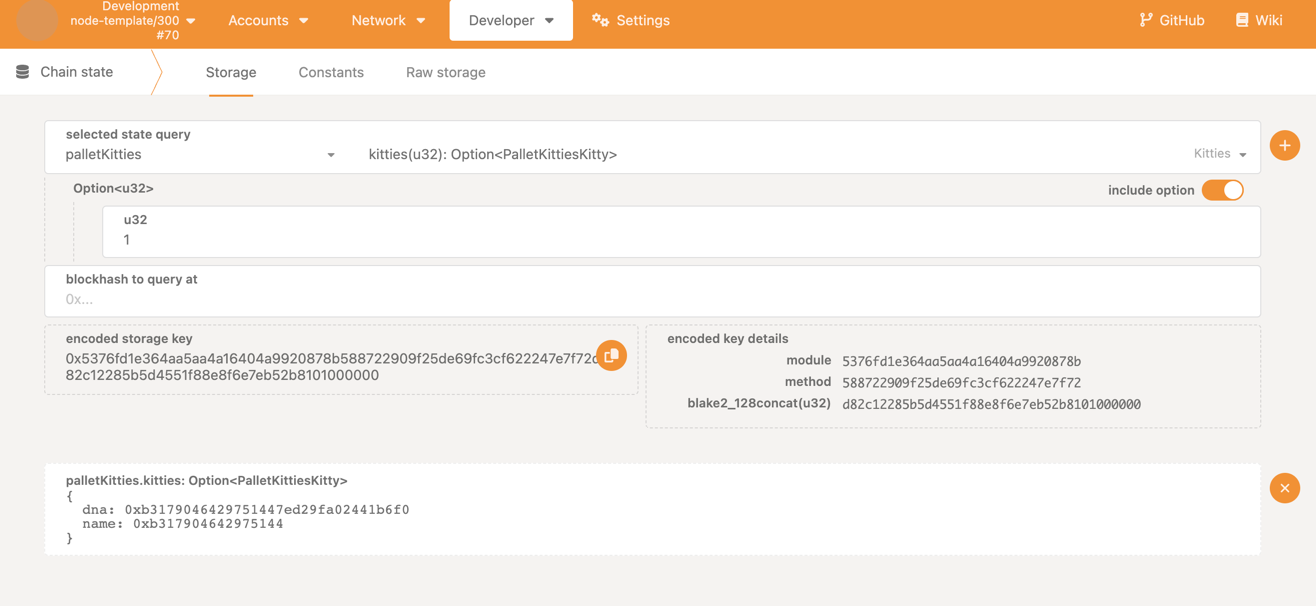 Development
node-template/300
#70
Accounts
Network
Developer
Settings
GitHub
Wiki
Chain state
Storage
Constants
Raw storage
selected state query
palletKitties
kitties(u32): Option<PalletKittiesKitty>
Kitties
Option<u32>
include option
u32
1
blockhash to query at
0x...
encoded storage key
0x5376fd1e364aa5aa4a16404a9920878b588722909f25de69fc3cf622247e7f72d
82c12285b5d4551f88e8f6e7eb52b8101000000
encoded key details
module 5376fd1e364aa5aa4a16404a9920878b
method 588722909f25de69fc3cf622247e7f72
blake2_128concat(u32) d82c12285b5d4551f88e8f6e7eb52b8101000000
palletKitties.kitties: Option<PalletKittiesKitty>
{
dna: 0xb3179046429751447ed29fa02441b6f0
name: 0xb317904642975144
}